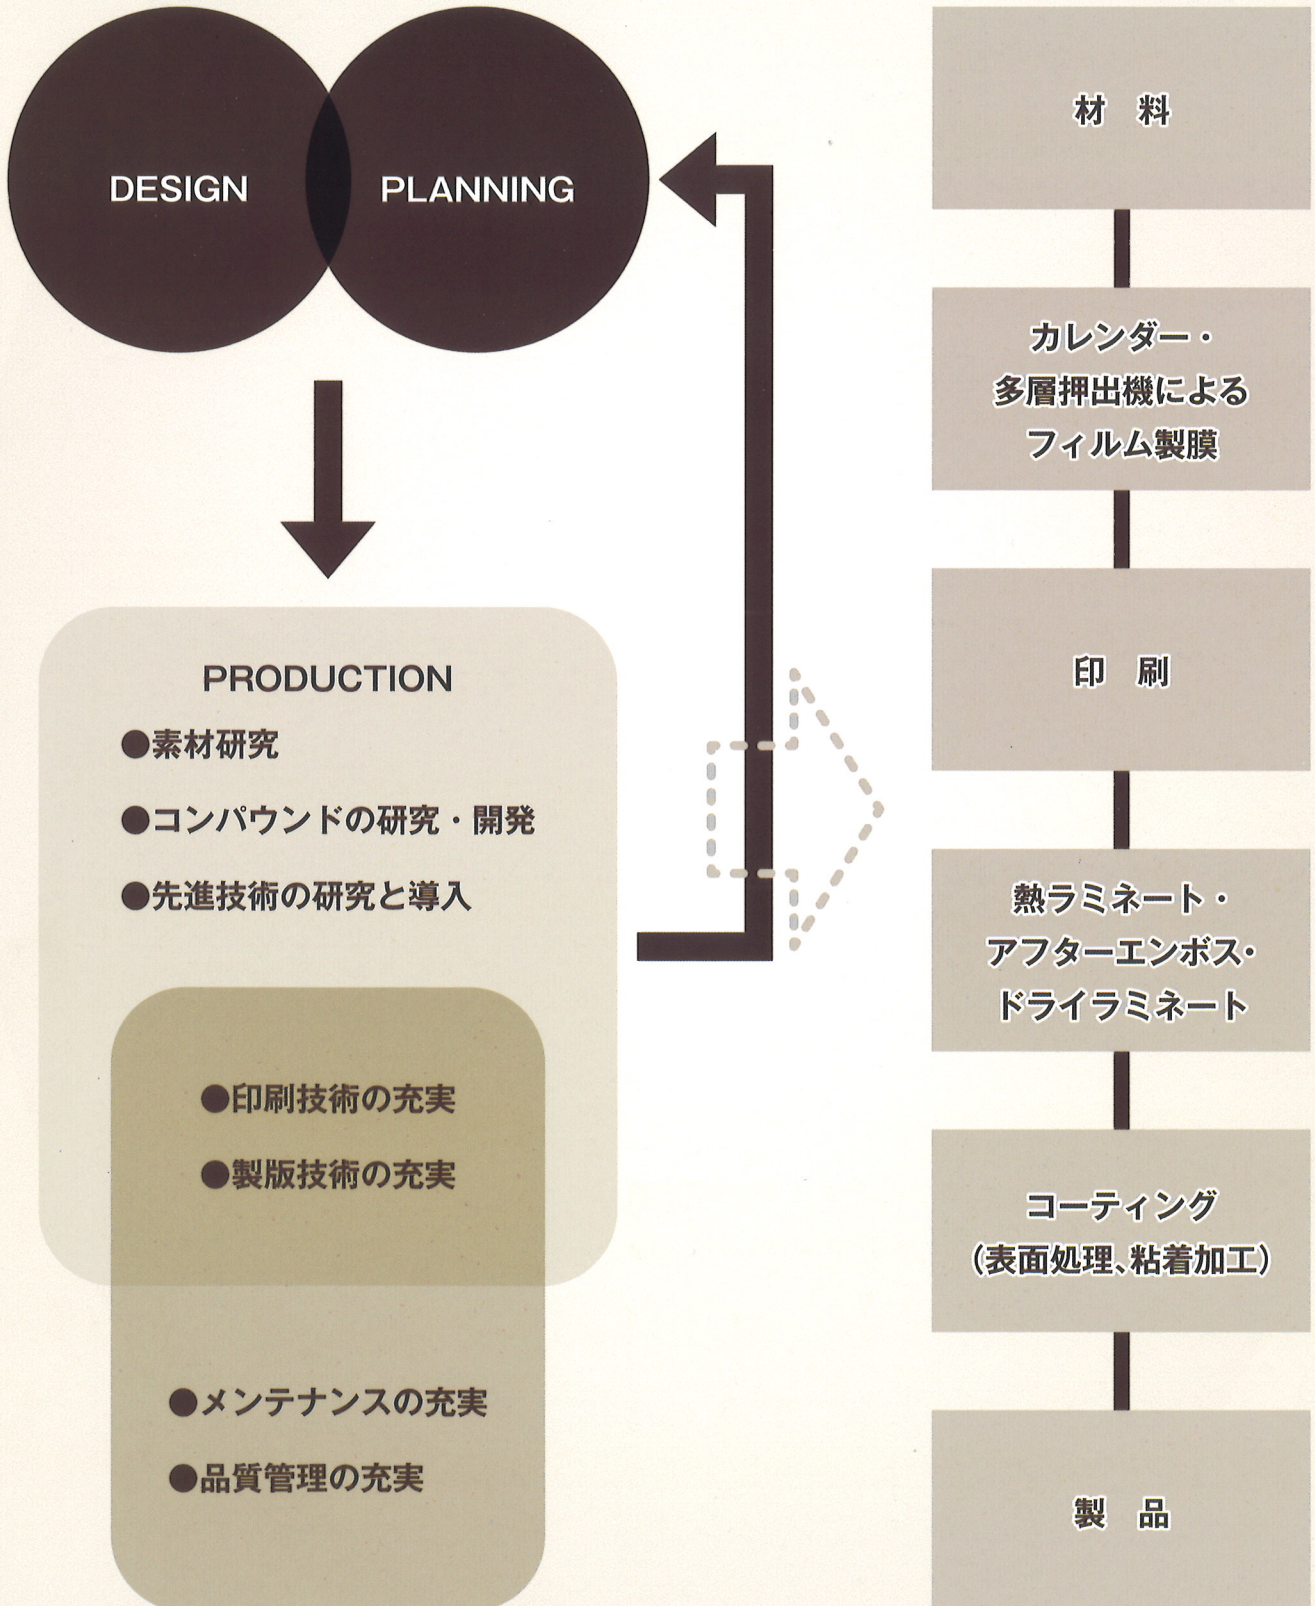 DESIGN
PLANNING
PRODUCTION
●素材研究
●コンパウンドの研究・開発
●先進技術の研究と導入
●印刷技術の充実
●製版技術の充実
●メンテナンスの充実
●品質管理の充実
材　料
カレンダー・
多層押出機による
フィルム製膜
印　刷
熱ラミネート・
アフターエンボス・
ドライラミネート
コーティング
（表面処理、粘着加工）
製　品